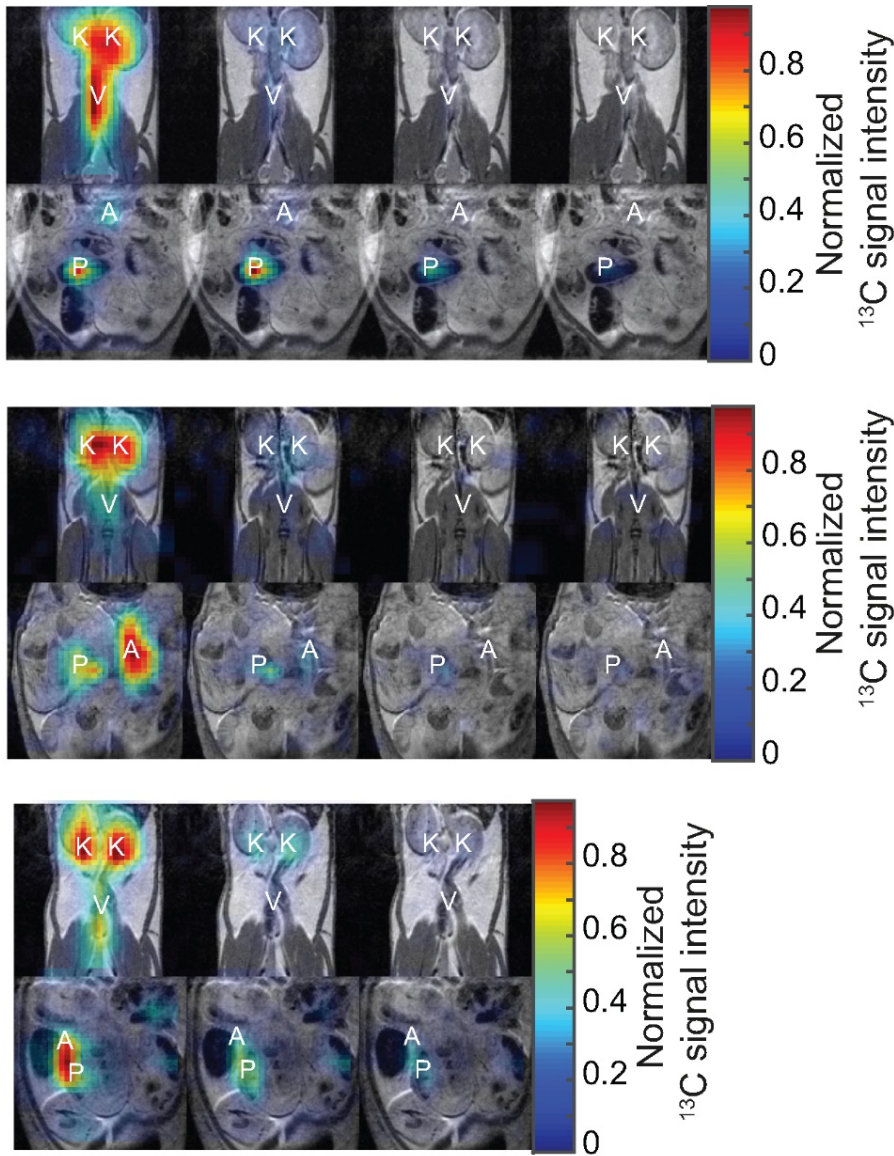 K K K K K K K K
V V V V
A A A A
P P P P
0.8
0.6
0.4
0.2
0
Normalized
¹³C signal intensity
K K K K K K K K
V V V V
A A A A
P P P P
0.8
0.6
0.4
0.2
0
Normalized
¹³C signal intensity
K K K K K K
V V V
A A A
P P P
0.8
0.6
0.4
0.2
0
Normalized
¹³C signal intensity